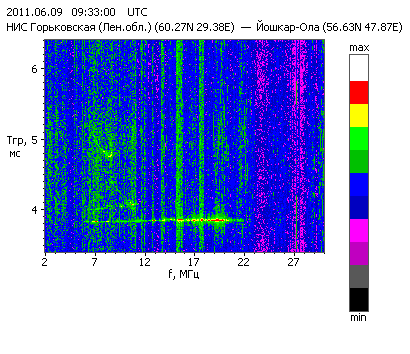 2011.06.09 09:33:00 UTC
НИС Горьковская (Лен.обл.) (60.27N 29.38E) — Йошкар-Ола (56.63N 47.87E)
max
6
Тгр, 5
мс
4
2 7 12 17 22 27
f, МГц
min